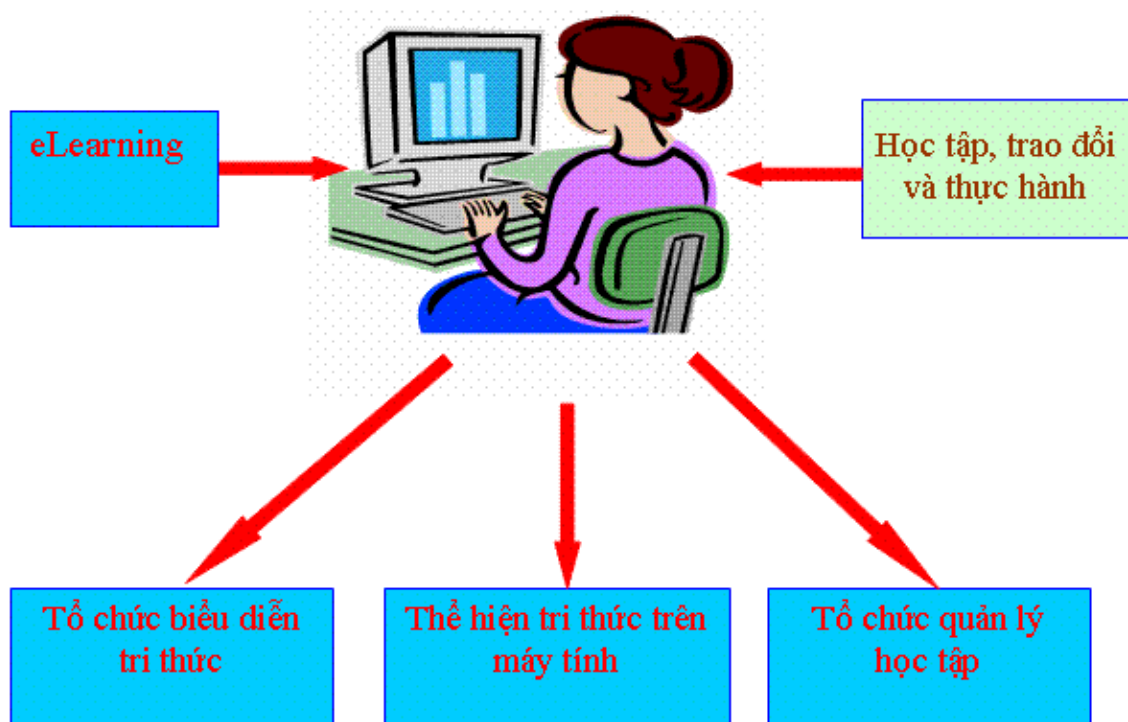 eLearning
Học tập, trao đổi
và thực hành
Tổ chức biểu diễn
tri thức
Thể hiện tri thức trên
máy tính
Tổ chức quản lý
học tập